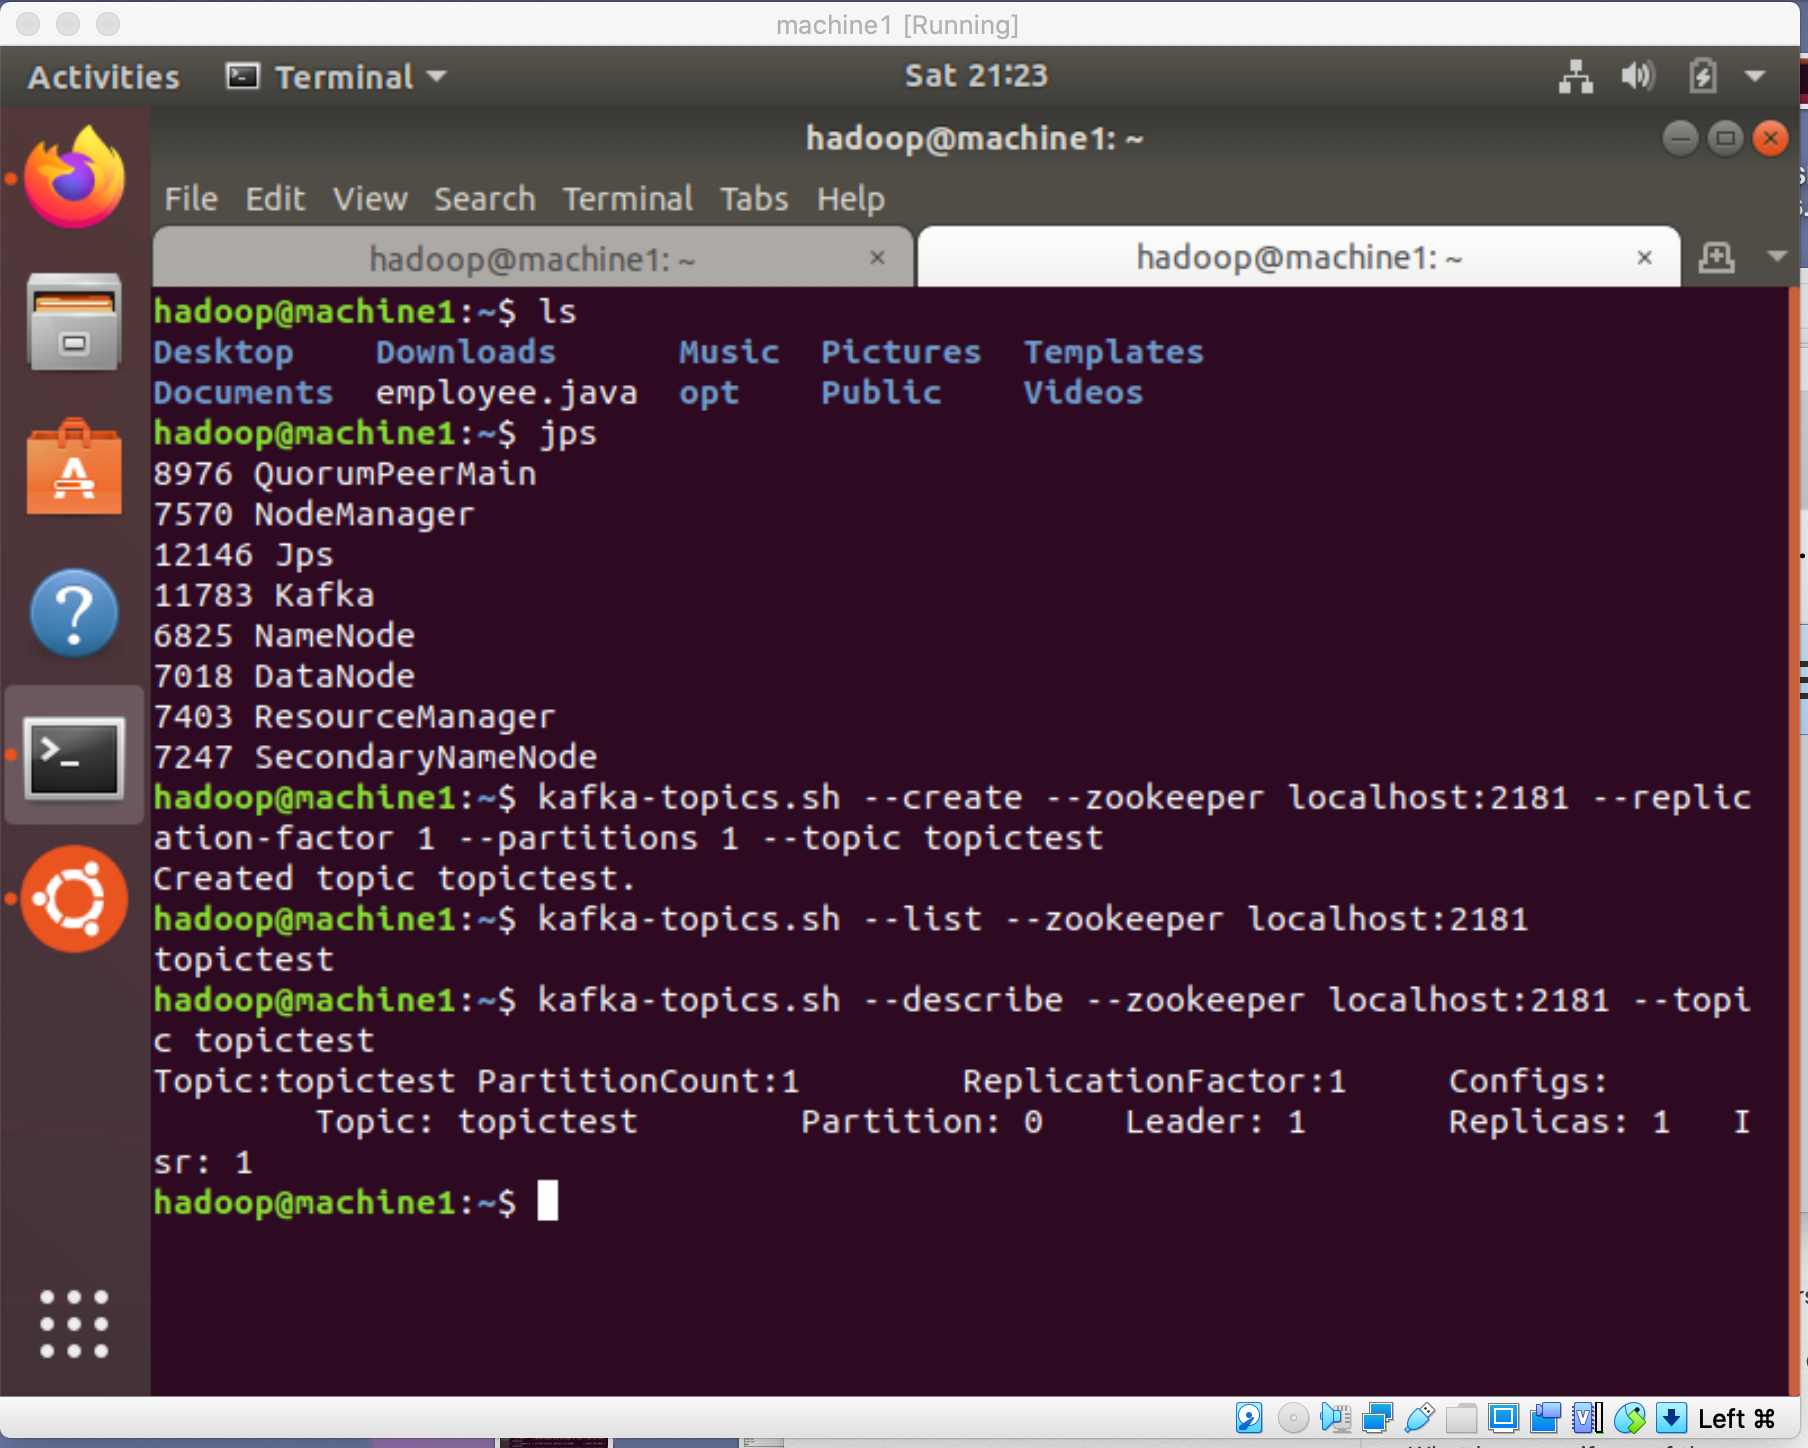 machine1 [Running]
Activities Terminal Sat 21:23
hadoop@machine1: ~
File Edit View Search Terminal Tabs Help
hadoop@machine1: ~ × hadoop@machine1: ~ ×
hadoop@machine1:~$ ls
Desktop Downloads Music Pictures Templates
Documents employee.java opt Public Videos
hadoop@machine1:~$ jps
8976 QuorumPeerMain
7570 NodeManager
12146 Jps
11783 Kafka
6825 NameNode
7018 DataNode
7403 ResourceManager
7247 SecondaryNameNode
hadoop@machine1:~$ kafka-topics.sh --create --zookeeper localhost:2181 --replic
ation-factor 1 --partitions 1 --topic topictest
Created topic topictest.
hadoop@machine1:~$ kafka-topics.sh --list --zookeeper localhost:2181
topictest
hadoop@machine1:~$ kafka-topics.sh --describe --zookeeper localhost:2181 --topi
c topictest
Topic:topictest PartitionCount:1 ReplicationFactor:1 Configs:
Topic: topictest Partition: 0 Leader: 1 Replicas: 1 I
sr: 1
hadoop@machine1:~$
Left ⌘